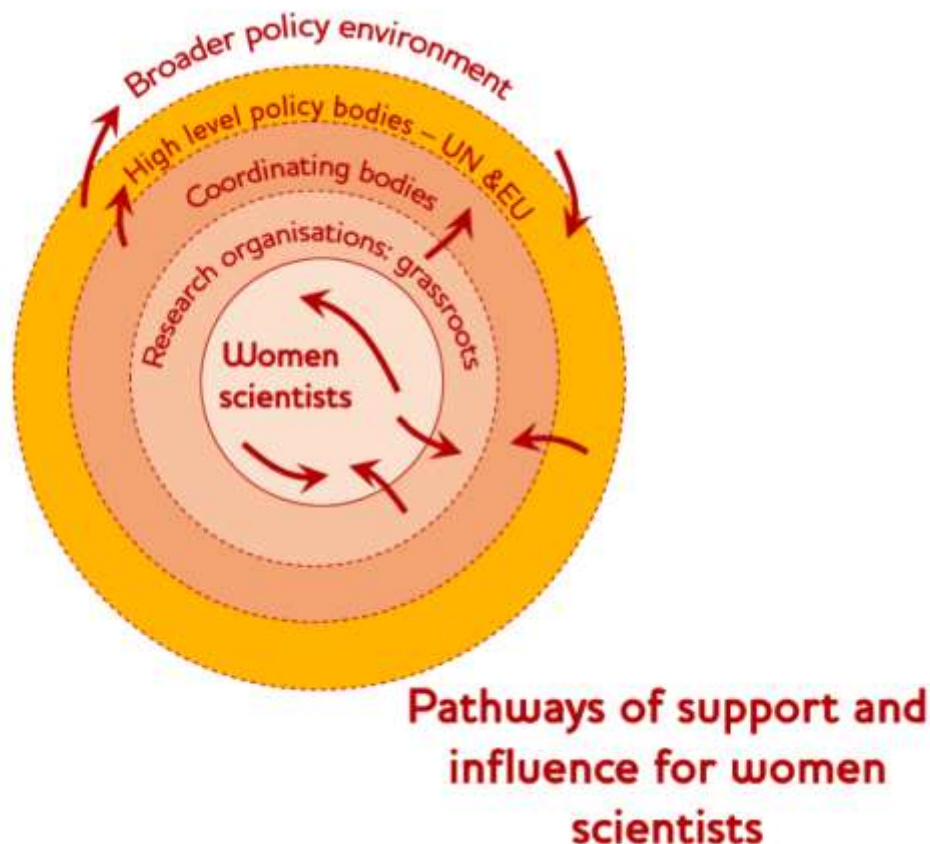 Broader policy environment
High level policy bodies – UN &EU
Coordinating bodies
Research organisations: grassroots
Women
scientists
Pathways of support and
influence for women
scientists